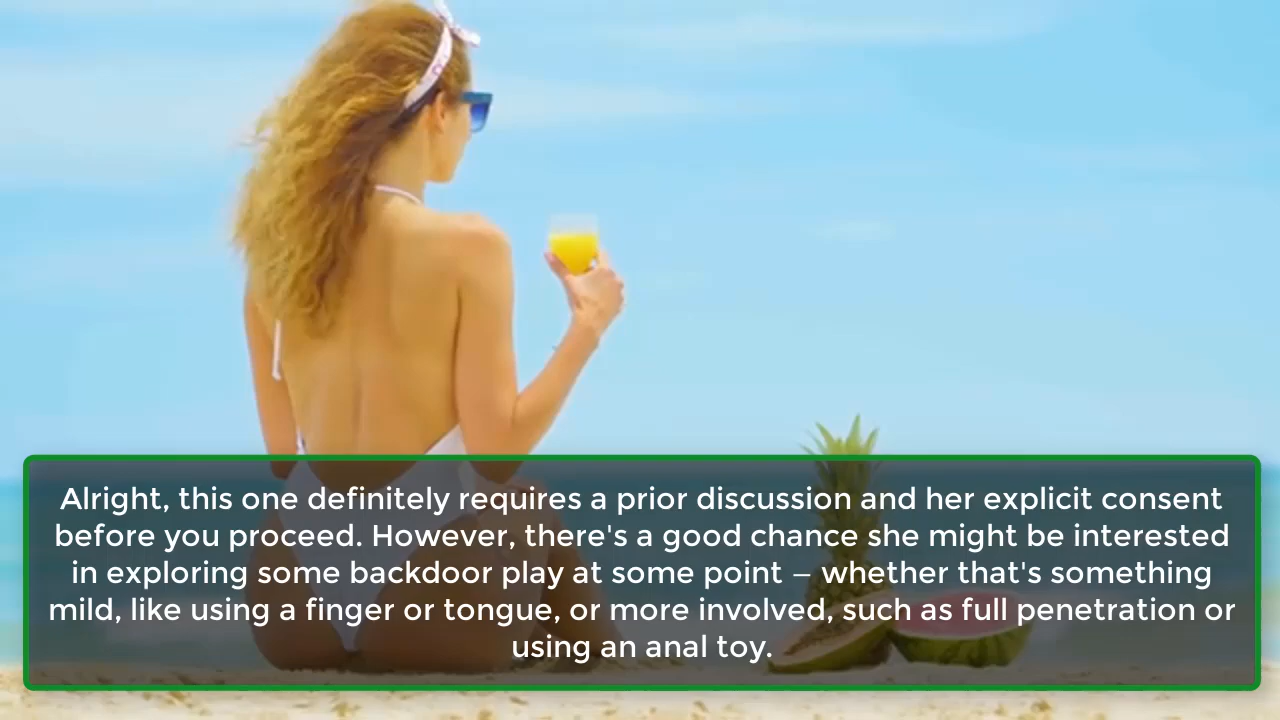 Alright, this one definitely requires a prior discussion and her explicit consent
before you proceed. However, there's a good chance she might be interested
in exploring some backdoor play at some point – whether that's something
mild, like using a finger or tongue, or more involved, such as full penetration or
using an anal toy.